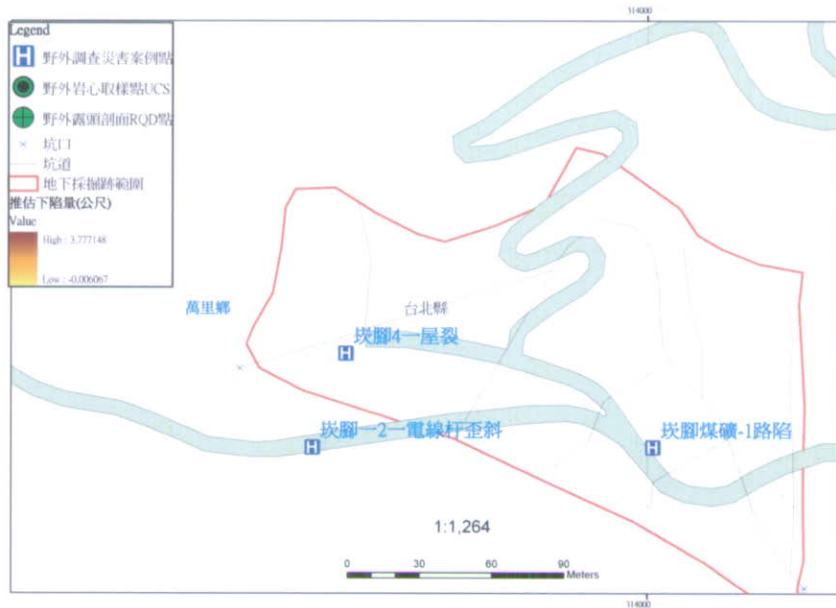 314000
Legend
H 野外調查災害案例點
野外岩心取樣點UCS
野外露頭剖面RQD點
坑口
坑道
地下採掘跡範圍
推估下陷量(公尺)
Value
High : 3.777148
Low : -0.006067
萬里鄉
台北縣
崁腳4一屋裂
H
崁腳一2一電線杆歪斜
H
崁腳煤礦-1路陷
H
1:1,264
0 30 60 90
Meters
314000